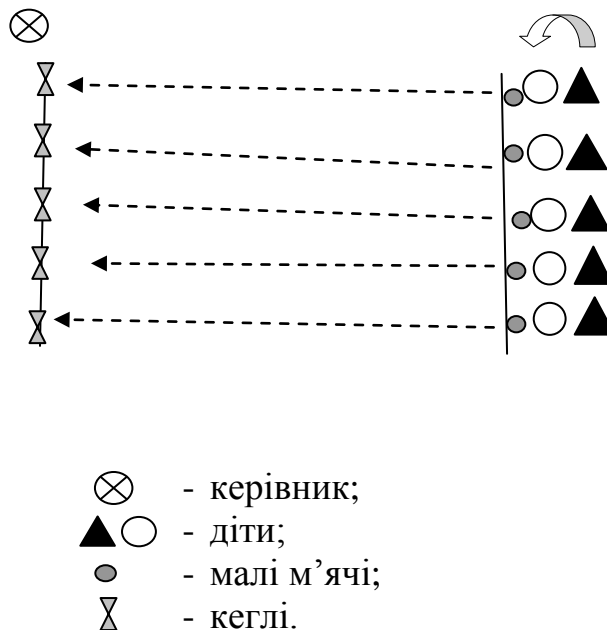 - керівник;
- діти;
- малі м’ячі;
- кеглі.